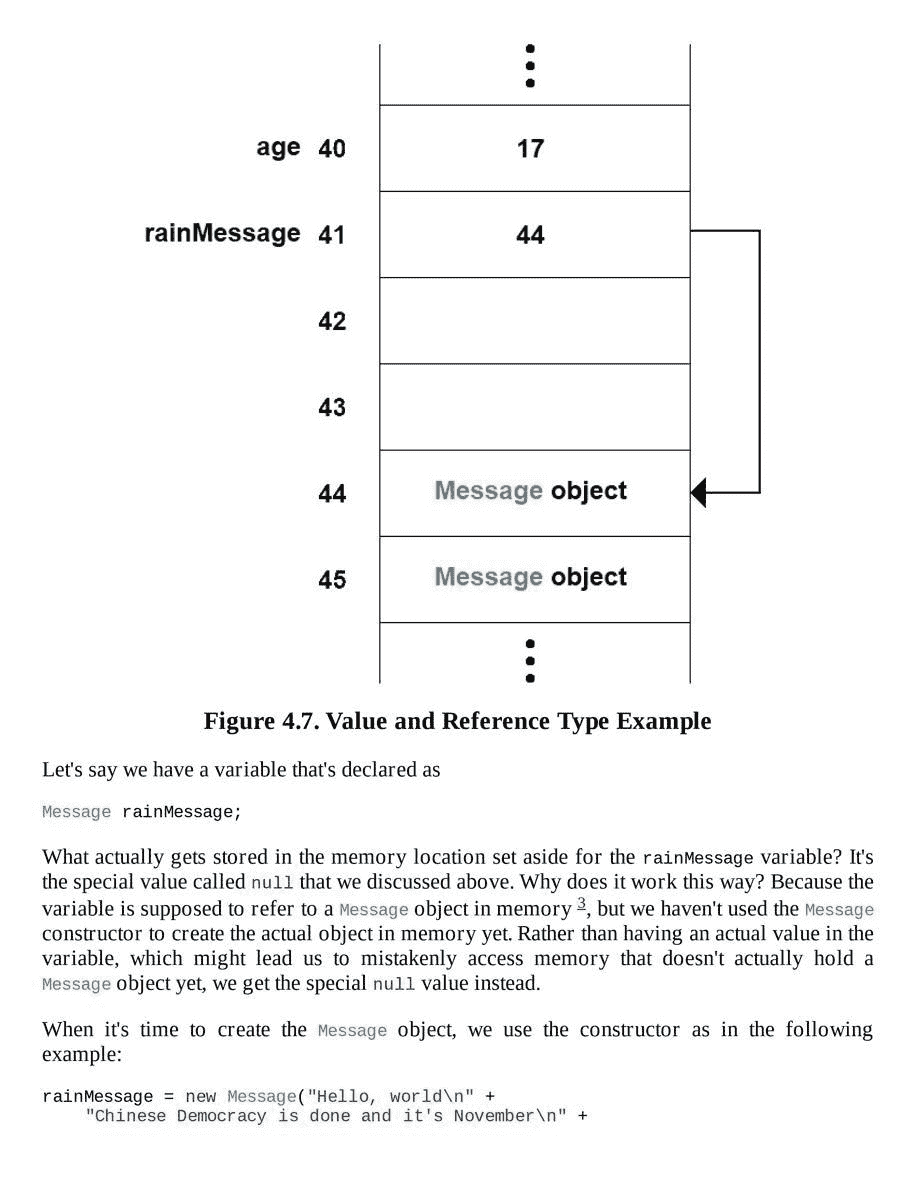 age 40 17
rainMessage 41 44
42
43
44 Message object
45 Message object
Figure 4.7. Value and Reference Type Example
Let's say we have a variable that's declared as
Message rainMessage;
What actually gets stored in the memory location set aside for the rainMessage variable? It's
the special value called null that we discussed above. Why does it work this way? Because the
variable is supposed to refer to a Message object in memory 3, but we haven't used the Message
constructor to create the actual object in memory yet. Rather than having an actual value in the
variable, which might lead us to mistakenly access memory that doesn't actually hold a
Message object yet, we get the special null value instead.
When it's time to create the Message object, we use the constructor as in the following
example:
rainMessage = new Message("Hello, world\n" +
"Chinese Democracy is done and it's November\n" +